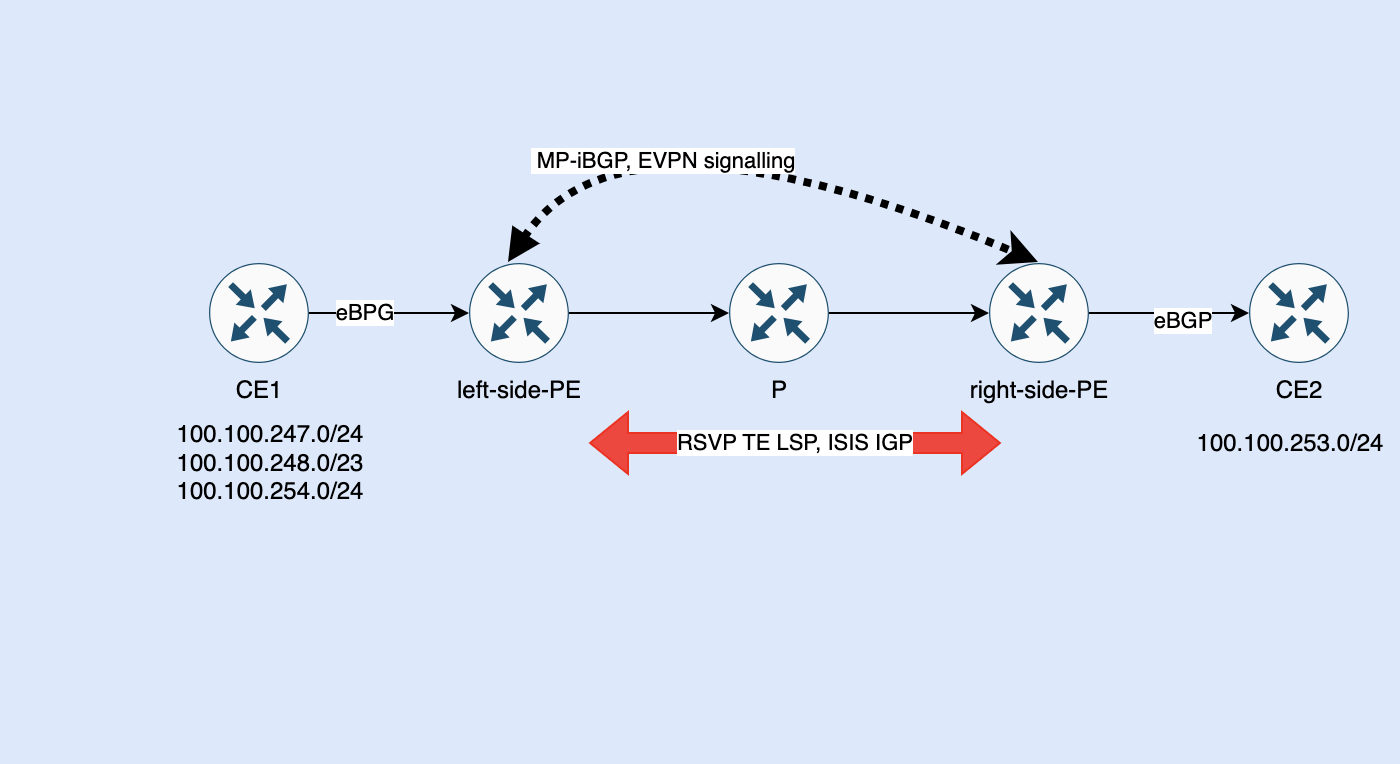 MP-iBGP, EVPN signalling
eBPG
eBGP
CE1
left-side-PE
P
right-side-PE
CE2
100.100.247.0/24
100.100.248.0/23
100.100.254.0/24
RSVP TE LSP, ISIS IGP
100.100.253.0/24